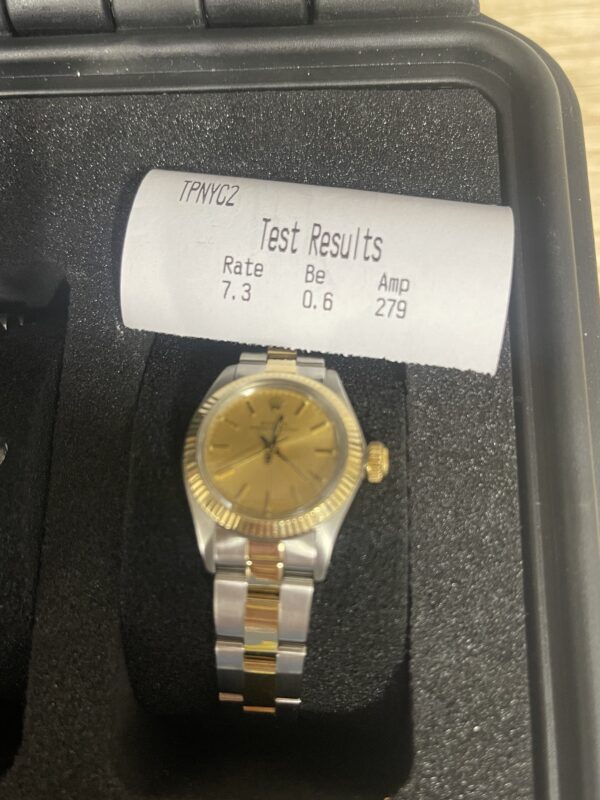 TPNYC2
Test Results
Rate Be Amp
7.3 0.6 279